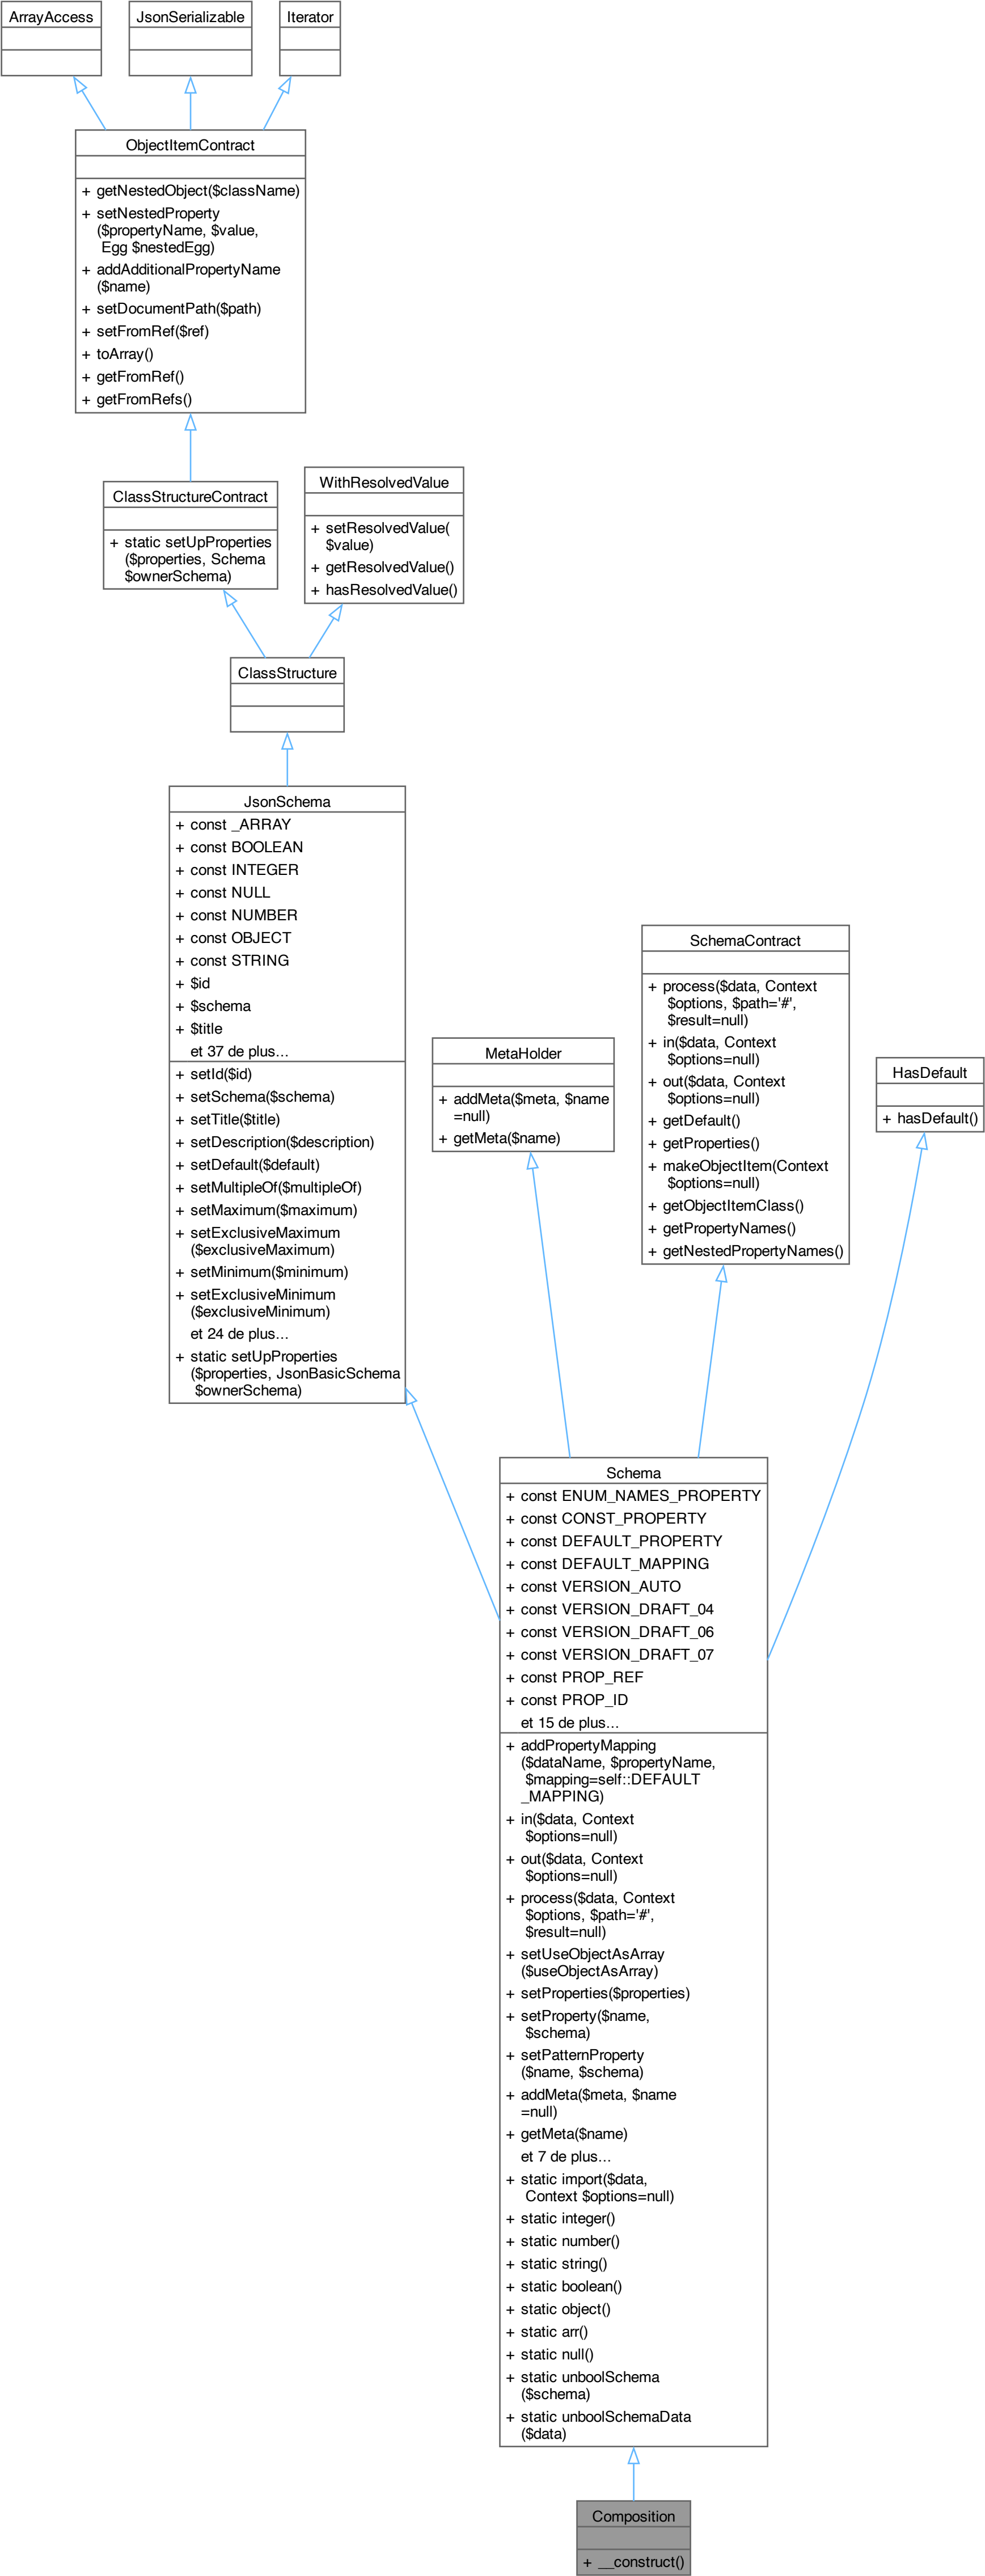 ArrayAccess
JsonSerializable
Iterator
ObjectItemContract
+ getNestedObject($className)
+ setNestedProperty
($propertyName, $value,
Egg $nestedEgg)
+ addAdditionalPropertyName
($name)
+ setDocumentPath($path)
+ setFromRef($ref)
+ toArray()
+ getFromRef()
+ getFromRefs()
ClassStructureContract
+ static setUpProperties
($properties, Schema
$ownerSchema)
WithResolvedValue
+ setResolvedValue(
$value)
+ getResolvedValue()
+ hasResolvedValue()
ClassStructure
JsonSchema
+ const _ARRAY
+ const BOOLEAN
+ const INTEGER
+ const NULL
+ const NUMBER
+ const OBJECT
+ const STRING
+ $id
+ $schema
+ $title
et 37 de plus...
+ setId($id)
+ setSchema($schema)
+ setTitle($title)
+ setDescription($description)
+ setDefault($default)
+ setMultipleOf($multipleOf)
+ setMaximum($maximum)
+ setExclusiveMaximum
($exclusiveMaximum)
+ setMinimum($minimum)
+ setExclusiveMinimum
($exclusiveMinimum)
et 24 de plus...
+ static setUpProperties
($properties, JsonBasicSchema
$ownerSchema)
MetaHolder
+ addMeta($meta, $name
=null)
+ getMeta($name)
SchemaContract
+ process($data, Context
$options, $path='#',
$result=null)
+ in($data, Context
$options=null)
+ out($data, Context
$options=null)
+ getDefault()
+ getProperties()
+ makeObjectItem(Context
$options=null)
+ getObjectItemClass()
+ getPropertyNames()
+ getNestedPropertyNames()
HasDefault
+ hasDefault()
Schema
+ const ENUM_NAMES_PROPERTY
+ const CONST_PROPERTY
+ const DEFAULT_PROPERTY
+ const DEFAULT_MAPPING
+ const VERSION_AUTO
+ const VERSION_DRAFT_04
+ const VERSION_DRAFT_06
+ const VERSION_DRAFT_07
+ const PROP_REF
+ const PROP_ID
et 15 de plus...
+ addPropertyMapping
($dataName, $propertyName,
$mapping=self::DEFAULT
_MAPPING)
+ in($data, Context
$options=null)
+ out($data, Context
$options=null)
+ process($data, Context
$options, $path='#',
$result=null)
+ setUseObjectAsArray
($useObjectAsArray)
+ setProperties($properties)
+ setProperty($name,
$schema)
+ setPatternProperty
($name, $schema)
+ addMeta($meta, $name
=null)
+ getMeta($name)
et 7 de plus...
+ static import($data,
Context $options=null)
+ static integer()
+ static number()
+ static string()
+ static boolean()
+ static object()
+ static arr()
+ static null()
+ static unboolSchema
($schema)
+ static unboolSchemaData
($data)
Composition
+ __construct()